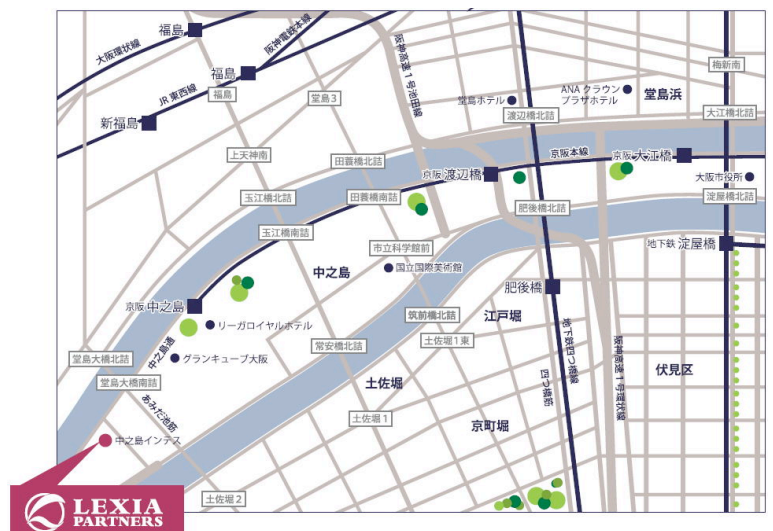 福島
大阪環状線
阪神電鉄本線
福島
JR 東西線
福島
新福島
堂島3
阪神高速1号池田線
上天神南
田蓑橋北詰
堂島ホテル
ANA クラウン
プラザホテル
堂島浜
梅新南
渡辺橋北詰
大江橋北詰
京阪本線
京阪 大江橋
京阪 渡辺橋
大阪市役所
玉江橋北詰
田蓑橋南詰
淀屋橋北詰
肥後橋北詰
玉江橋南詰
市立科学館前
地下鉄 淀屋橋
中之島
国立国際美術館
肥後橋
京阪 中之島
筑前橋北詰
江戸堀
リーガロイヤルホテル
土佐堀1東
中之島通
常安橋北詰
グランキューブ大阪
堂島大橋北詰
堂島大橋南詰
地下鉄四つ橋線
四つ橋筋
阪神高速1号環状線
伏見区
土佐堀
あみだ池筋
土佐堀1
京町堀
中之島インテス
土佐堀2
LEXIA
PARTNERS